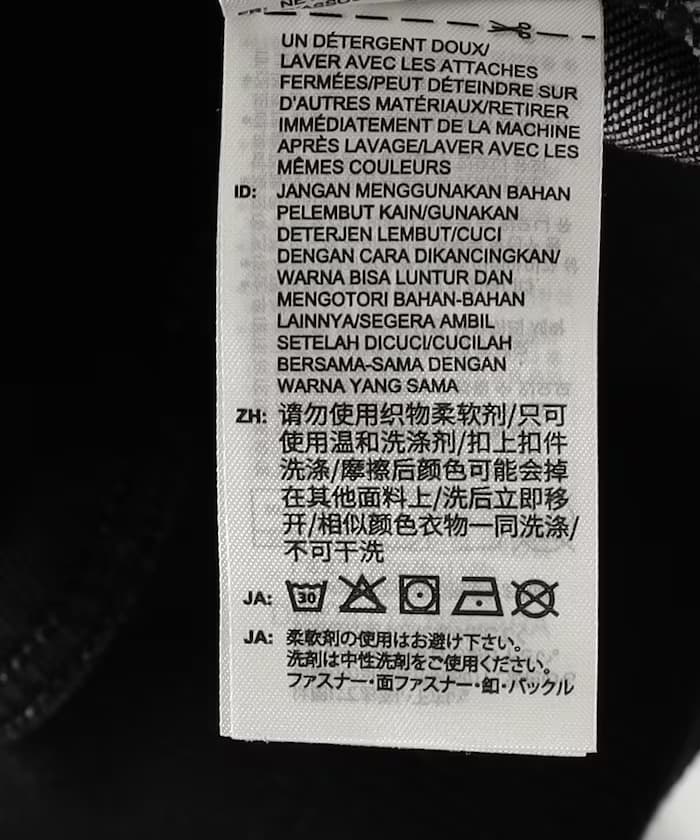 UN DÉTERGENT DOUX/
LAVER AVEC LES ATTACHES
FERMÉES/PEUT DÉTEINDRE SUR
D'AUTRES MATÉRIAUX/RETIRER
IMMÉDIATEMENT DE LA MACHINE
APRÈS LAVAGE/LAVER AVEC LES
MÊMES COULEURS
ID: JANGAN MENGGUNAKAN BAHAN
PELEMBUT KAIN/GUNAKAN
DETERJEN LEMBUT/CUCI
DENGAN CARA DIKANCINGKAN/
WARNA BISA LUNTUR DAN
MENGOTORI BAHAN-BAHAN
LAINNYA/SEGERA AMBIL
SETELAH DICUCI/CUCILAH
BERSAMA-SAMA DENGAN
WARNA YANG SAMA
ZH: 请勿使用织物柔软剂/只可
使用温和洗涤剂/扣上扣件
洗涤/摩擦后颜色可能会掉
在其他面料上/洗后立即移
开/相似颜色衣物一同洗涤/
不可干洗
JA: 30
JA: 柔軟剤の使用はお避け下さい。
洗剤は中性洗剤をご使用ください。
ファスナー・面ファスナー・釦・バックル